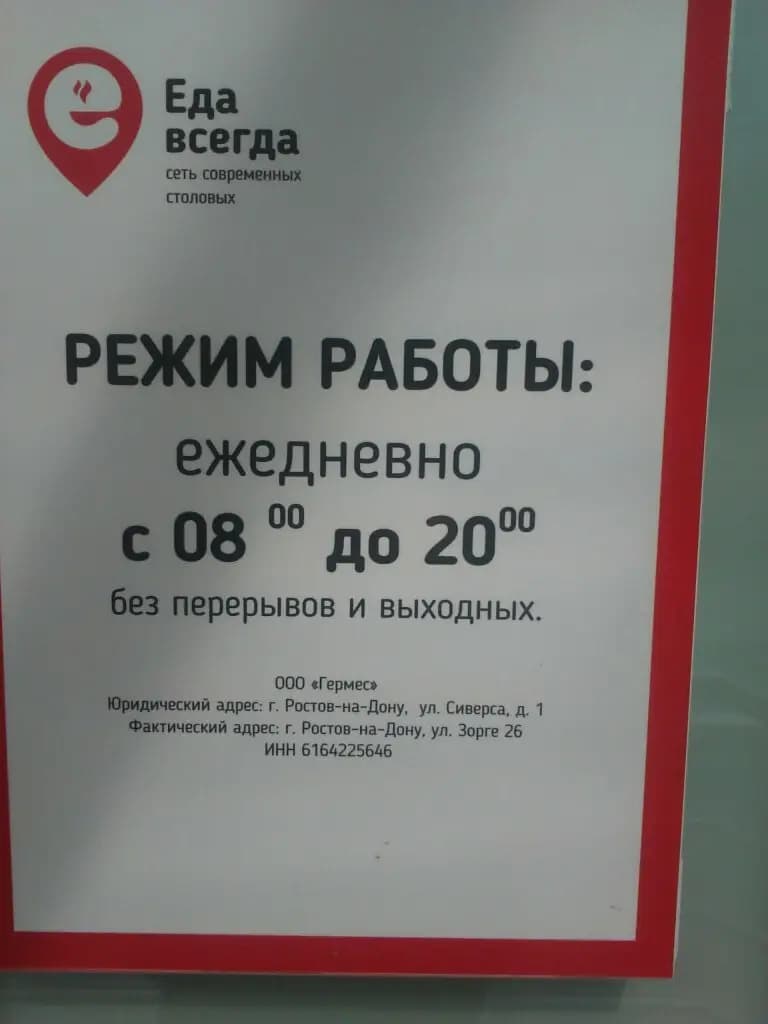 Еда
всегда
сеть современных
столовых
РЕЖИМ РАБОТЫ:
ежедневно
с 08 00 до 20 00
без перерывов и выходных.
ООО «Гермес»
Юридический адрес: г. Ростов-на-Дону, ул. Сиверса, д. 1
Фактический адрес: г. Ростов-на-Дону, ул. Зорге 26
ИНН 6164225646